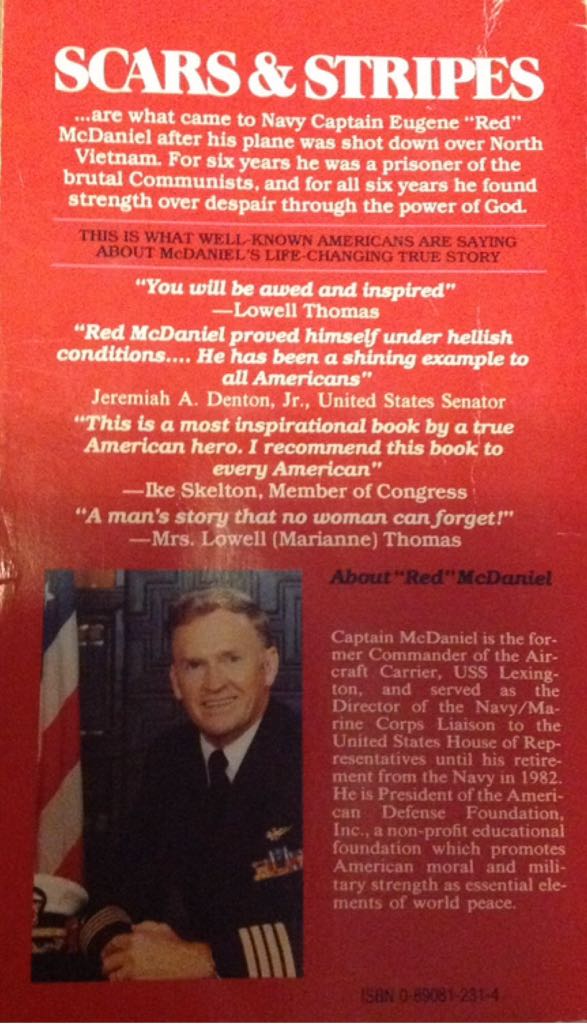 SCARS & STRIPES
...are what came to Navy Captain Eugene "Red"
McDaniel after his plane was shot down over North
Vietnam. For six years he was a prisoner of the
brutal Communists, and for all six years he found
strength over despair through the power of God.
THIS IS WHAT WELL-KNOWN AMERICANS ARE SAYING
ABOUT McDANIEL'S LIFE-CHANGING TRUE STORY
"You will be awed and inspired"
—Lowell Thomas
"Red McDaniel proved himself under hellish
conditions.... He has been a shining example to
all Americans"
Jeremiah A. Denton, Jr., United States Senator
"This is a most inspirational book by a true
American hero. I recommend this book to
every American"
—Ike Skelton, Member of Congress
"A man's story that no woman can forget!"
—Mrs. Lowell (Marianne) Thomas
About "Red" McDaniel
Captain McDaniel is the for-
mer Commander of the Air-
craft Carrier, USS Lexing-
ton, and served as the
Director of the Navy/Ma-
rine Corps Liaison to the
United States House of Rep-
resentatives until his retire-
ment from the Navy in 1982.
He is President of the Ameri-
can Defense Foundation,
Inc., a non-profit educational
foundation which promotes
American moral and mili-
tary strength as essential ele-
ments of world peace.
ISBN 0-89081-231-4